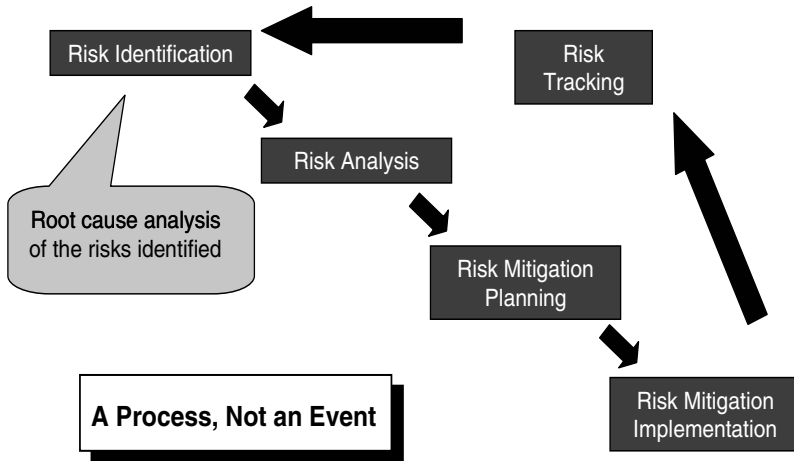 Risk Identification
Risk
Tracking
Risk Analysis
Root cause analysis
of the risks identified
Risk Mitigation
Planning
A Process, Not an Event
Risk Mitigation
Implementation